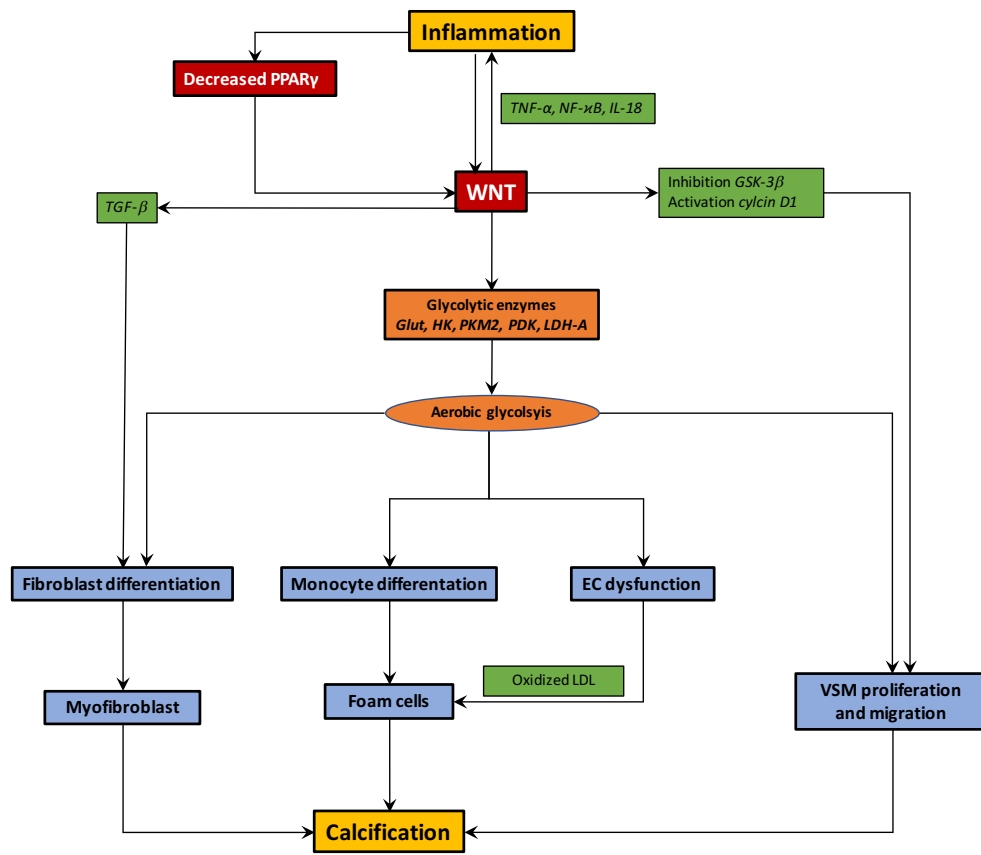 Inflammation
Decreased PPARγ
TNF-α, NF-ϰB, IL-18
WNT
TGF-β
Inhibition GSK-3β
Activation cylcin D1
Glycolytic enzymes
Glut, HK, PKM2, PDK, LDH-A
Aerobic glycolsyis
Fibroblast differentiation
Monocyte differentation
EC dysfunction
Oxidized LDL
Myofibroblast
Foam cells
VSM proliferation
and migration
Calcification